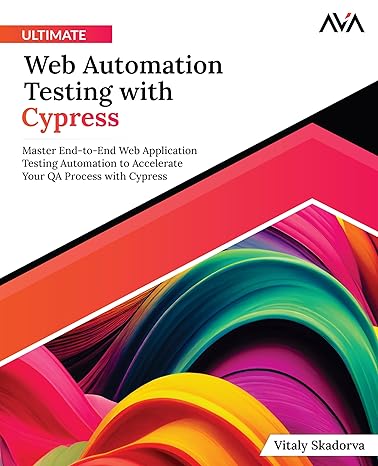 ULTIMATE
AVA
Web Automation
Testing with
Cypress
Master End-to-End Web Application
Testing Automation to Accelerate
Your QA Process with Cypress
Vitaly Skadorva